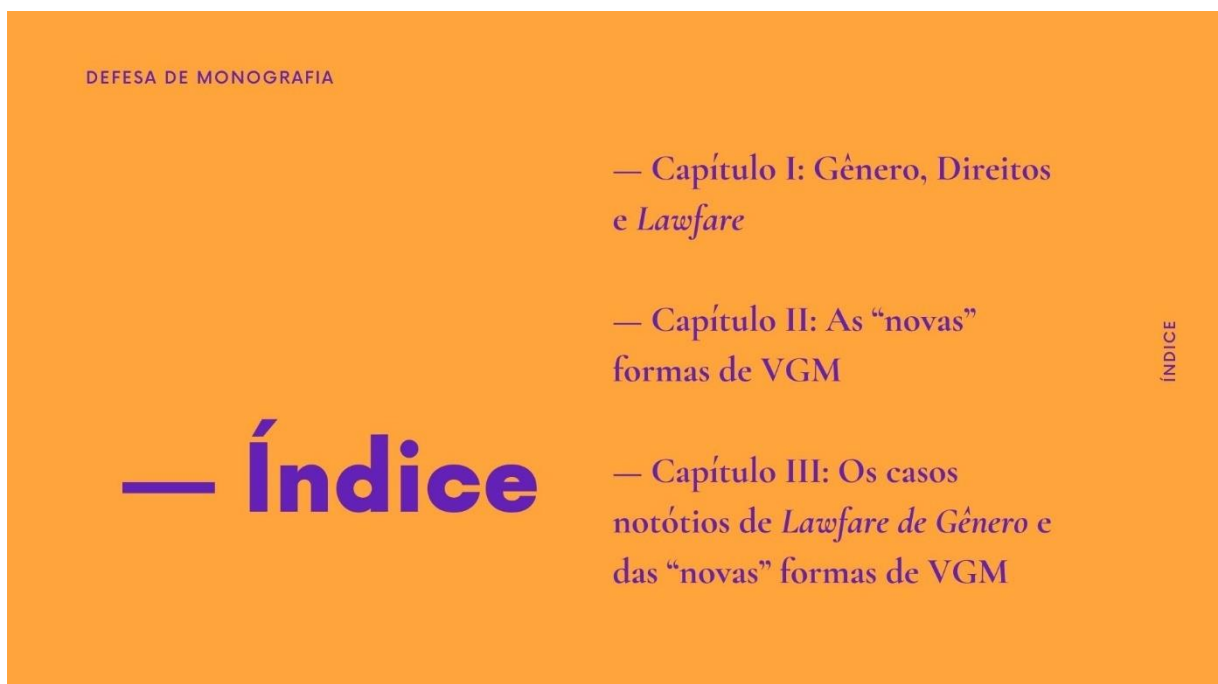 DEFESA DE MONOGRAFIA
— Índice
— Capítulo I: Gênero, Direitos
e Lawfare
— Capítulo II: As “novas”
formas de VGM
— Capítulo III: Os casos
notótios de Lawfare de Gênero e
das “novas” formas de VGM
ÍNDICE